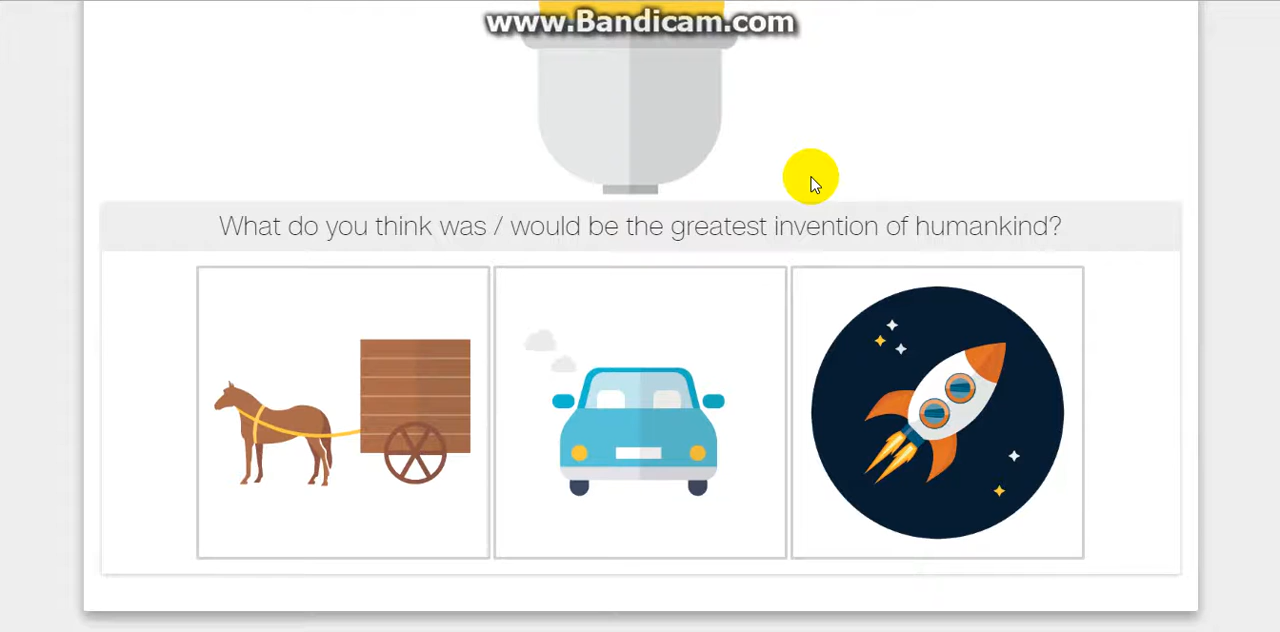 www.Bandicam.com
What do you think was / would be the greatest invention of humankind?